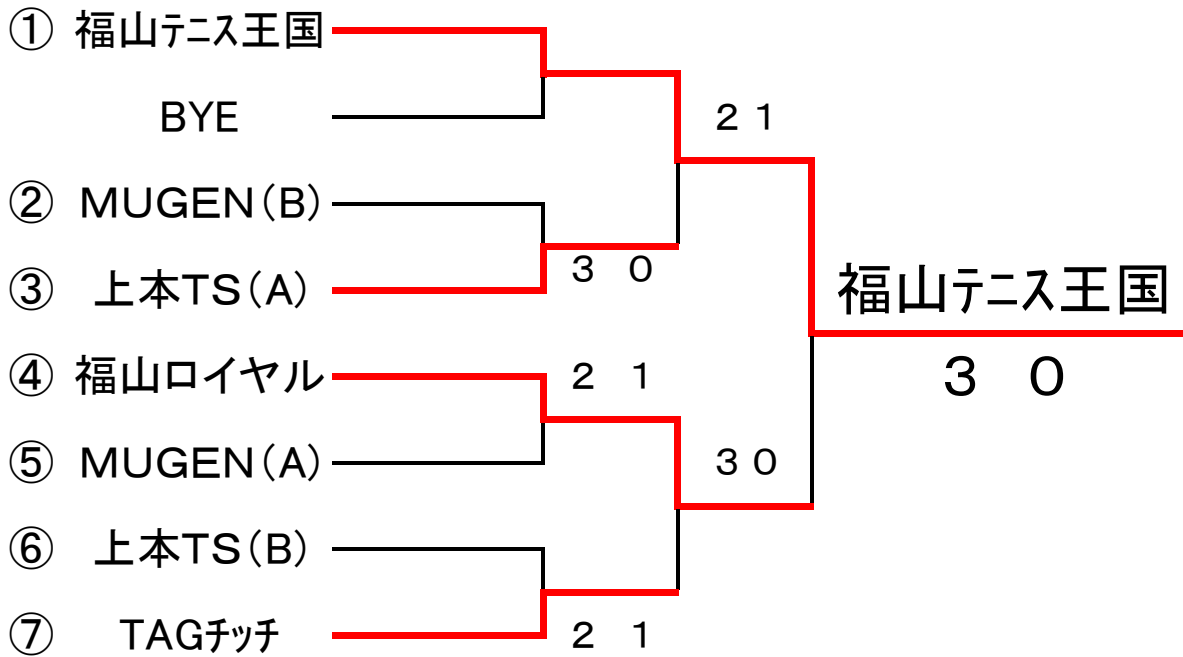 ① 福山テニス王国
BYE
２１
② MUGEN(B)
３ ０
③ 上本TS(A)
福山テニス王国
３ ０
④ 福山ロイヤル
２ １
⑤ MUGEN(A)
３０
⑥ 上本TS(B)
⑦ TAGチッチ
２ １